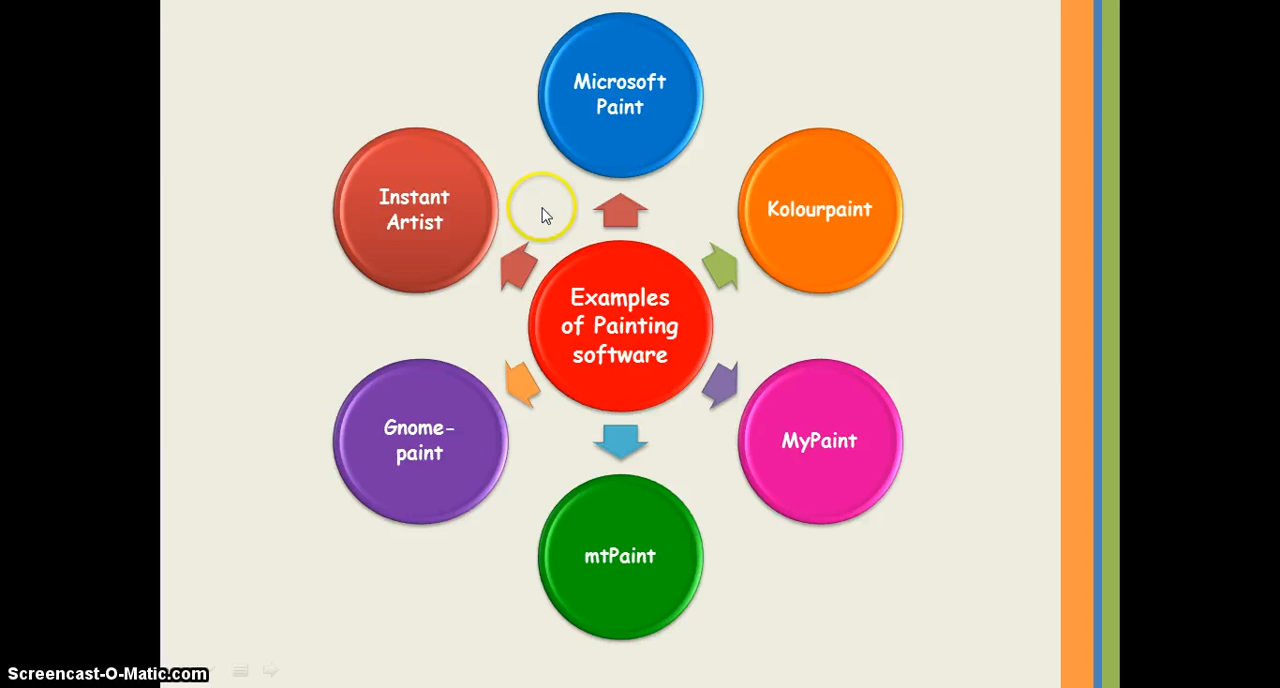 Microsoft
Paint
Instant
Artist
Kolourpaint
Examples
of Painting
software
Gnome-
paint
MyPaint
mtPaint
Screencast-O-Matic.com